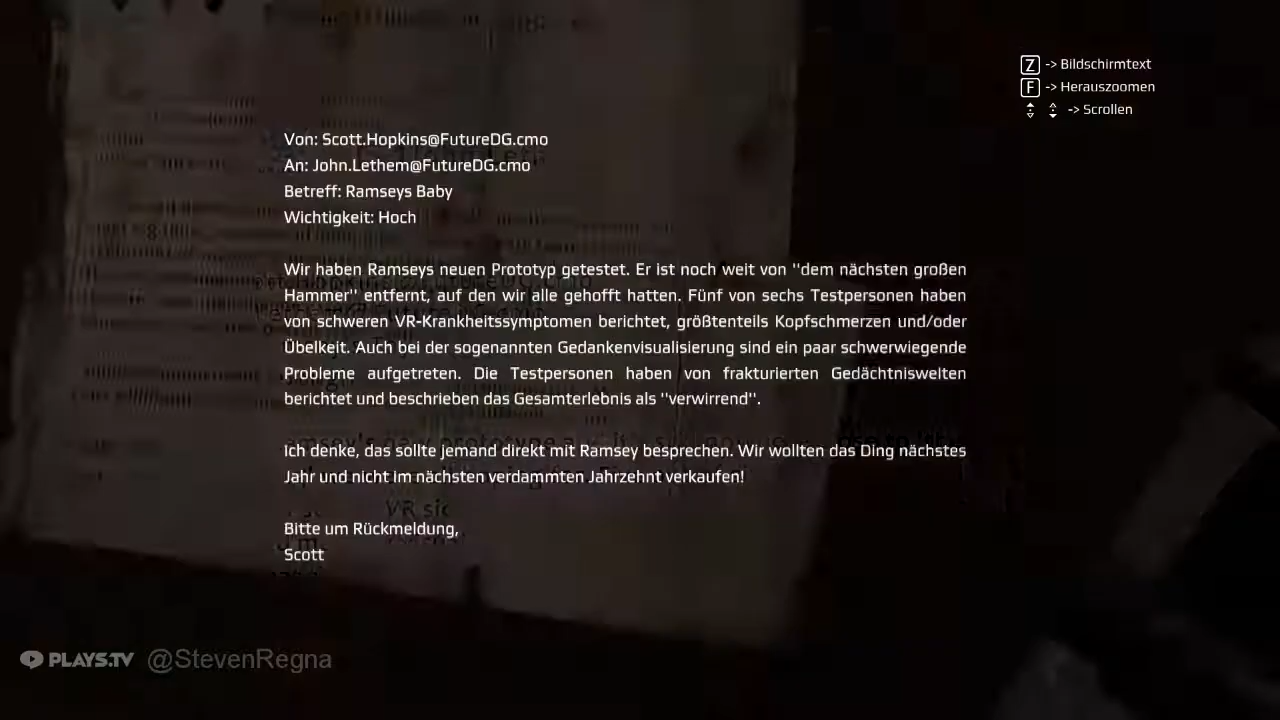 Z -> Bildschirmtext
F -> Herauszoomen
-> Scrollen
Von: Scott.Hopkins@FutureDG.cmo
An: John.Lethem@FutureDG.cmo
Betreff: Ramseys Baby
Wichtigkeit: Hoch
Wir haben Ramseys neuen Prototyp getestet. Er ist noch weit von ''dem nächsten großen
Hammer'' entfernt, auf den wir alle gehofft hatten. Fünf von sechs Testpersonen haben
von schweren VR-Krankheitssymptomen berichtet, größtenteils Kopfschmerzen und/oder
Übelkeit. Auch bei der sogenannten Gedankenvisualisierung sind ein paar schwerwiegende
Probleme aufgetreten. Die Testpersonen haben von frakturierten Gedächtniswelten
berichtet und beschrieben das Gesamterlebnis als ''verwirrend''.
Ich denke, das sollte jemand direkt mit Ramsey besprechen. Wir wollten das Ding nächstes
Jahr und nicht im nächsten verdammten Jahrzehnt verkaufen!
Bitte um Rückmeldung,
Scott
PLAYS.TV @StevenRegna